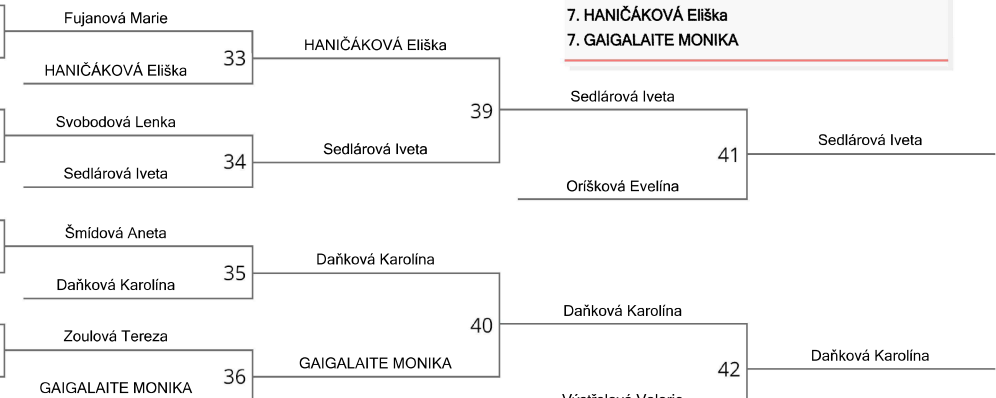 Fujanová Marie
HANIČÁKOVÁ Eliška
33
HANIČÁKOVÁ Eliška
7. HANIČÁKOVÁ Eliška
7. GAIGALAITE MONIKA
Svobodová Lenka
Sedlárová Iveta
34
Sedlárová Iveta
39
Sedlárová Iveta
Oríšková Evelína
41
Sedlárová Iveta
Šmídová Aneta
Daňková Karolína
35
Daňková Karolína
Zoulová Tereza
GAIGALAITE MONIKA
36
GAIGALAITE MONIKA
40
Daňková Karolína
42
Daňková Karolína